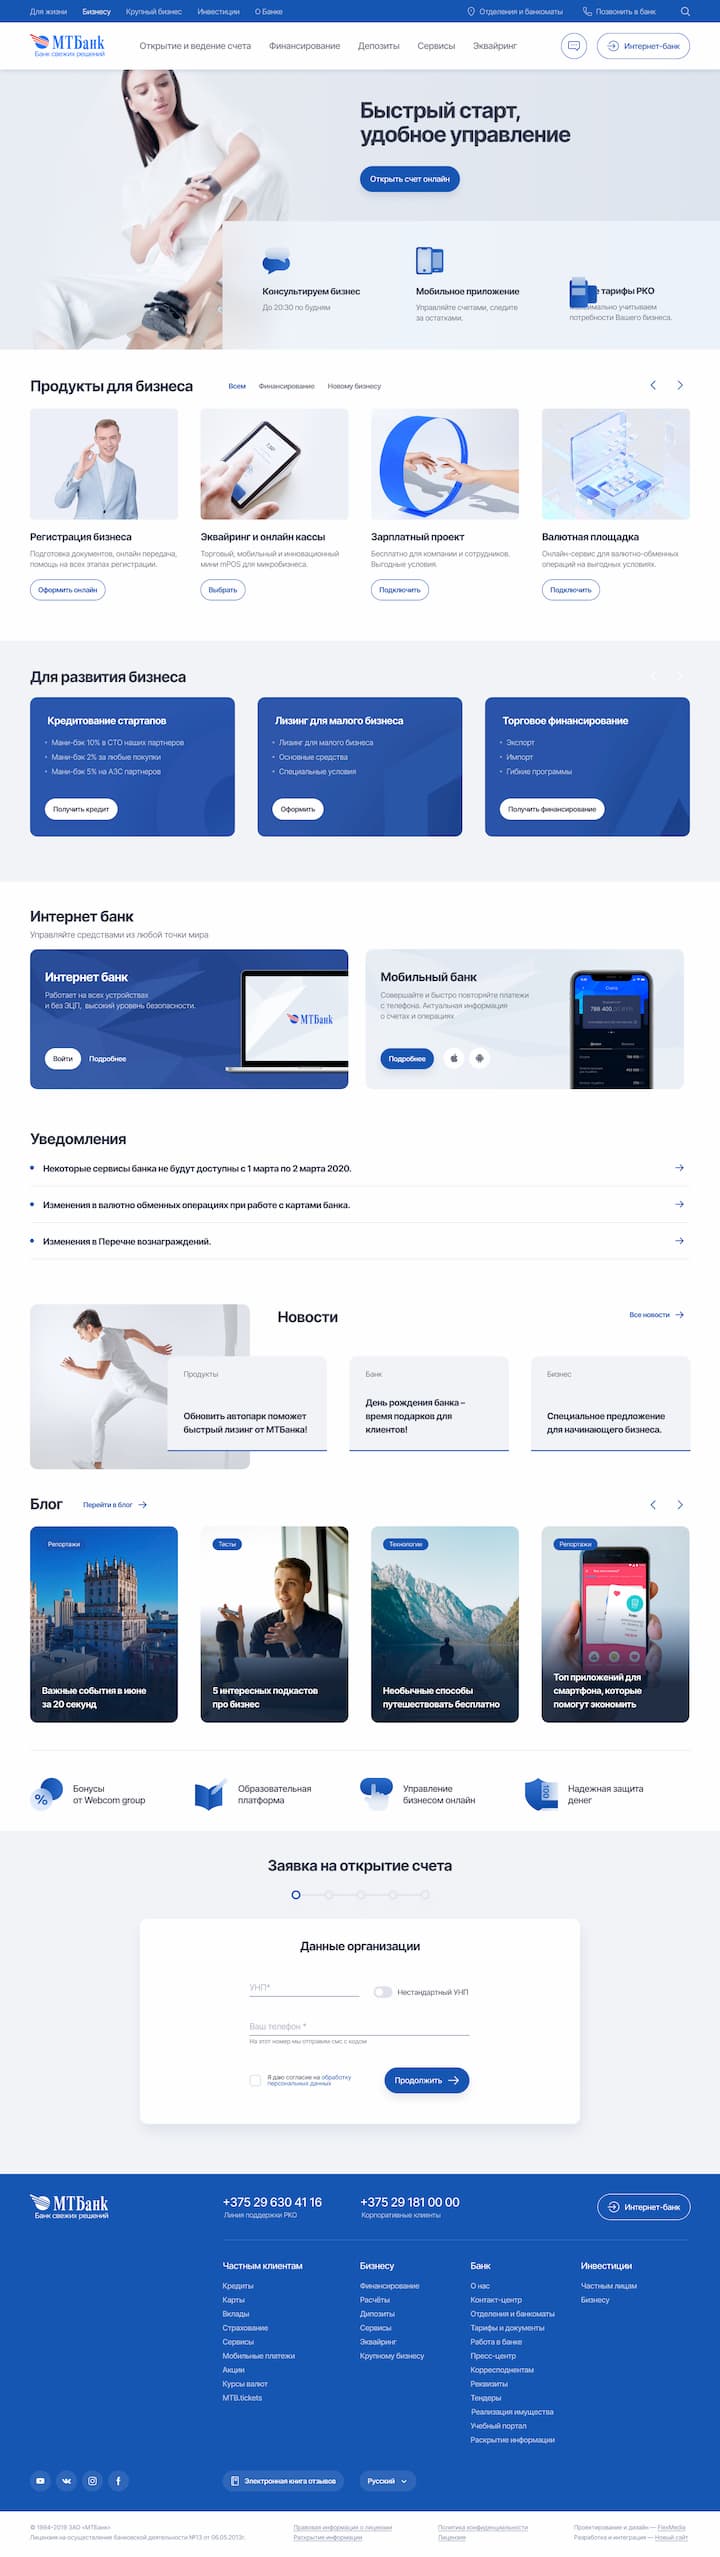 Для жизни
Бизнесу
Крупный бизнес
Инвестиции
О Банке
Отделения и банкоматы
Позвонить в банк
МТБанк
Банк свежих решений
Открытие и ведение счета
Финансирование
Депозиты
Сервисы
Эквайринг
Интернет-банк
Быстрый старт,
удобное управление
Открыть счет онлайн
Консультируем бизнес
До 20:30 по будням
Мобильное приложение
Управляйте счетами, следите
за остатками.
е тарифы РКО
имально учитываем
потребности Вашего бизнеса.
Продукты для бизнеса
Всем
Финансирование
Новому бизнесу
Регистрация бизнеса
Подготовка документов, онлайн передача,
помощь на всех этапах регистрации.
Оформить онлайн
Эквайринг и онлайн кассы
Торговый, мобильный и инновационный
мини mPOS для микробизнеса.
Выбрать
Зарплатный проект
Бесплатно для компании и сотрудников.
Выгодные условия.
Подключить
Валютная площадка
Онлайн-сервис для валютно-обменных
операций на выгодных условиях.
Подключить
Для развития бизнеса
Кредитование стартапов
• Мани-бэк 10% в СТО наших партнеров
• Мани-бэк 2% за любые покупки
• Мани-бэк 5% на АЗС партнеров
Получить кредит
Лизинг для малого бизнеса
• Лизинг для малого бизнеса
• Основные средства
• Специальные условия
Оформить
Торговое финансирование
• Экспорт
• Импорт
• Гибкие программы
Получить финансирование
Интернет банк
Управляйте средствами из любой точки мира
Интернет банк
Работает на всех устройствах
и без ЭЦП, высокий уровень безопасности.
Войти
Подробнее
МТБанк
Мобильный банк
Совершайте и быстро повторяйте платежи
с телефона. Актуальная информация
о счетах и операциях
Подробнее
788 400
Уведомления
Некоторые сервисы банка не будут доступны с 1 марта по 2 марта 2020.
Изменения в валютно обменных операциях при работе с картами банка.
Изменения в Перечне вознаграждений.
Новости
Все новости
Продукты
Обновить автопарк поможет
быстрый лизинг от МТБанка!
Банк
День рождения банка –
время подарков для
клиентов!
Бизнес
Специальное предложение
для начинающего бизнеса.
Блог
Перейти в блог
Репортажи
Важные события в июне
за 20 секунд
Тесты
5 интересных подкастов
про бизнес
Технологии
Необычные способы
путешествовать бесплатно
Репортажи
Топ приложений для
смартфона, которые
помогут экономить
%
Бонусы
от Webcom group
Образовательная
платформа
Управление
бизнесом онлайн
100
Надежная защита
денег
Заявка на открытие счета
Данные организации
УНП*
Нестандартный УНП
Ваш телефон *
На этот номер мы отправим смс с кодом
Я даю согласие на обработку
персональных данных
Продолжить
МТБанк
Банк свежих решений
+375 29 630 41 16
Линия поддержки РКО
+375 29 181 00 00
Корпоративные клиенты
Интернет-банк
Частным клиентам
Кредиты
Карты
Вклады
Страхование
Сервисы
Мобильные платежи
Акции
Курсы валют
MTB.tickets
Бизнесу
Финансирование
Расчёты
Дипозиты
Сервисы
Эквайринг
Крупному бизнесу
Банк
О нас
Контакт-центр
Отделения и банкоматы
Тарифы и документы
Работа в банке
Пресс-центр
Корреспондентам
Реквизиты
Тендеры
Реализация имущества
Учебный портал
Раскрытие информации
Инвестиции
Частным лицам
Бизнесу
Электронная книга отзывов
Русский
© 1994–2019 ЗАО «МТБанк»
Лицензия на осуществление банковской деятельности №13 от 06.05.2013г.
Правовая информация о лицензии
Раскрытие информации
Политика конфиденциальности
Лицензия
Проектирование и дизайн — FlexMedia
Разработка и интеграция — Новый сайт